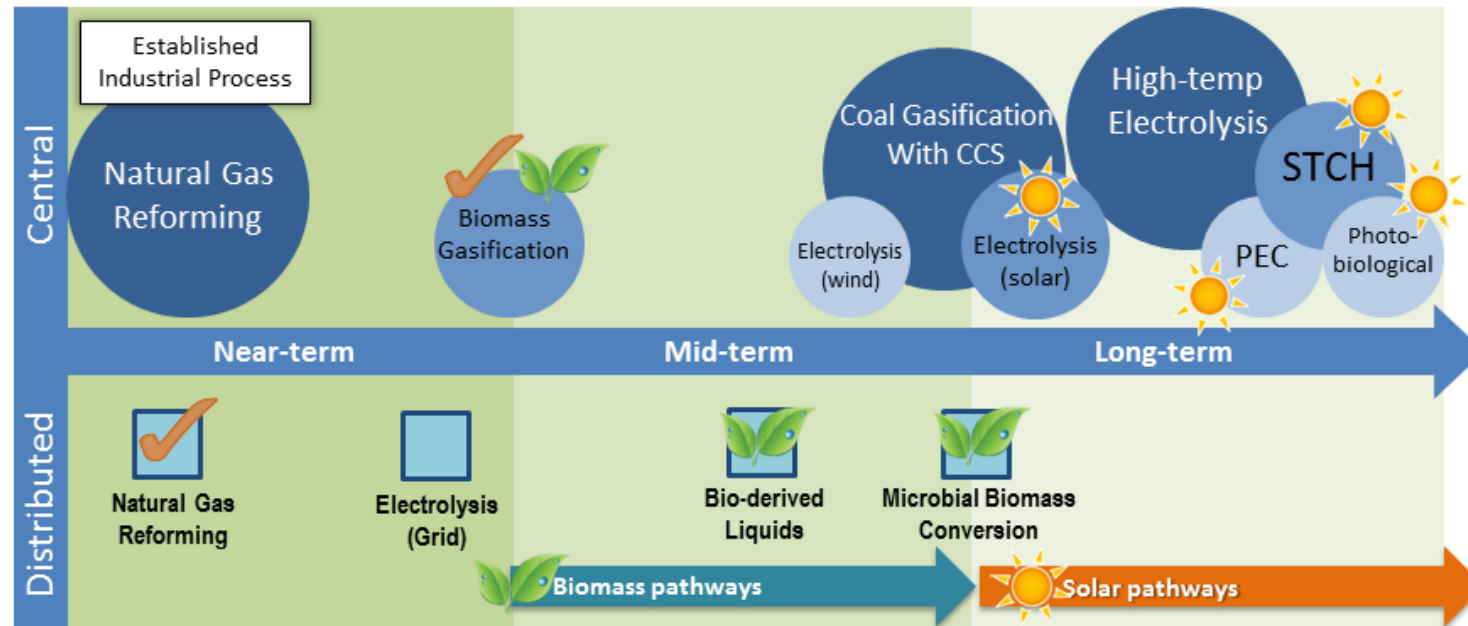 Central
Established
Industrial Process
Natural Gas
Reforming
Biomass
Gasification
Coal Gasification
With CCS
Electrolysis
(wind)
Electrolysis
(solar)
High-temp
Electrolysis
STCH
PEC
Photo-
biological
Near-term
Mid-term
Long-term
Distributed
Natural Gas
Reforming
Electrolysis
(Grid)
Bio-derived
Liquids
Microbial Biomass
Conversion
Biomass pathways
Solar pathways